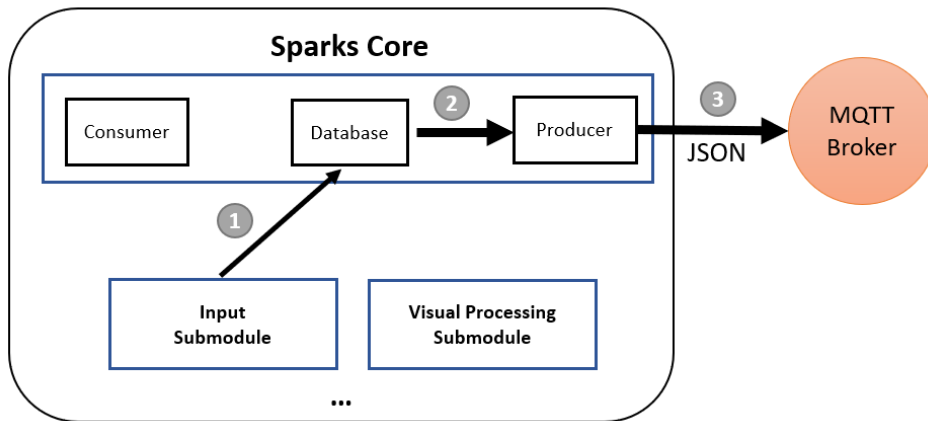 Sparks Core
Consumer
Database
2
Producer
3
JSON
MQTT
Broker
1
Input
Submodule
Visual Processing
Submodule
...